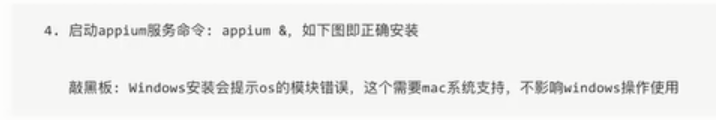 4. 启动appium服务命令: appium &, 如下图即正确安装
敲黑板: Windows安装会提示os的模块错误, 这个需要mac系统支持, 不影响windows操作使用